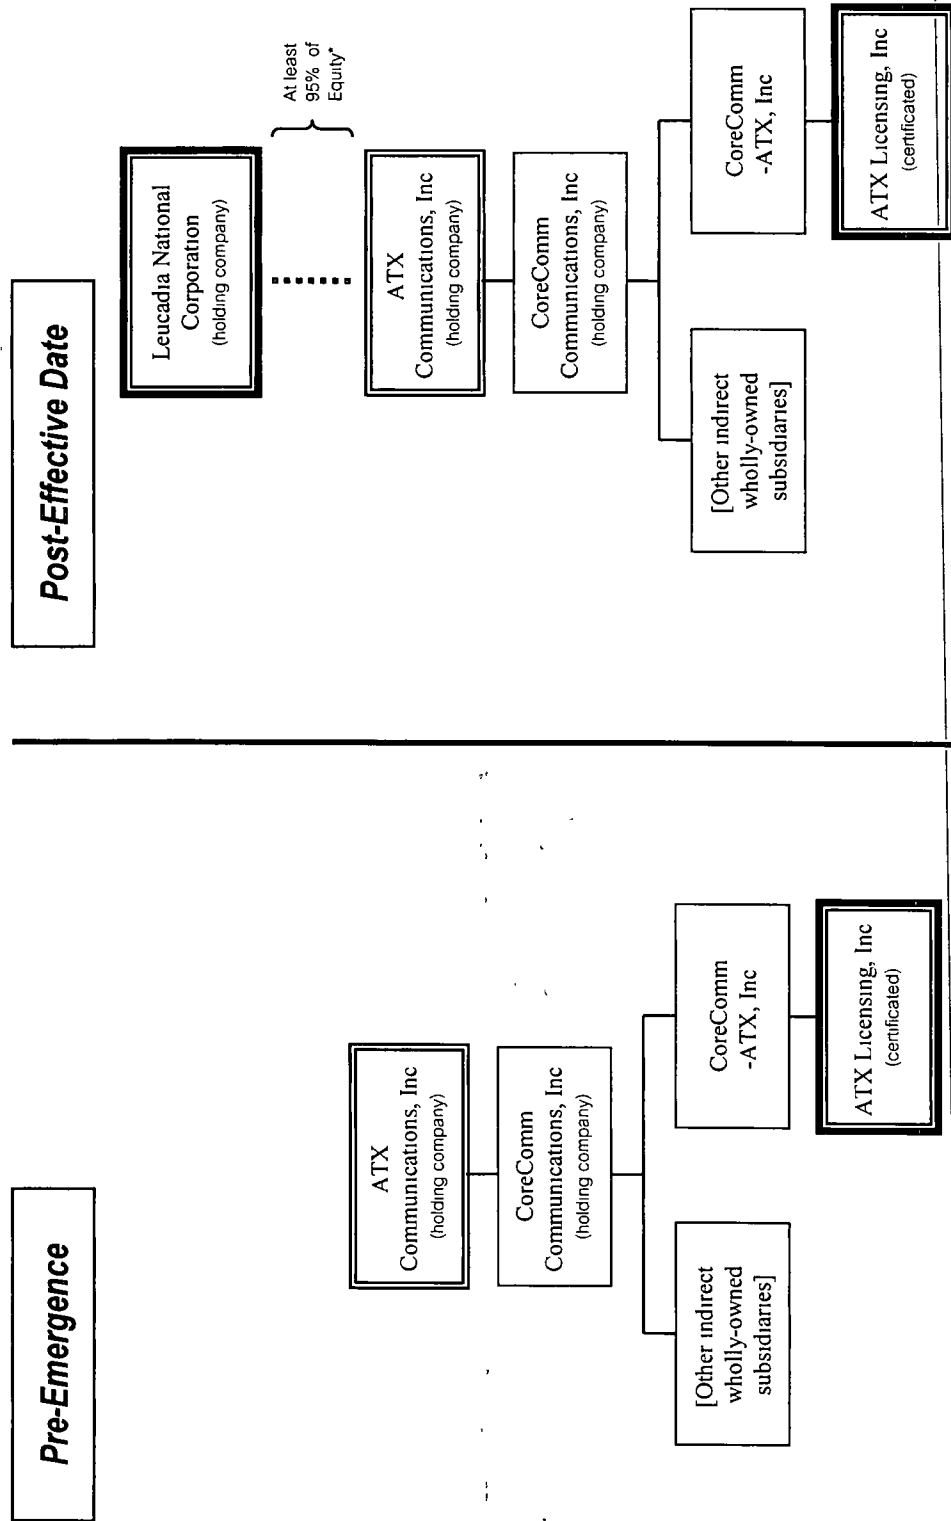 Pre-Emergence
ATX
Communications, Inc
(holding company)
CoreComm
Communications, Inc
(holding company)
[Other indirect
wholly-owned
subsidiaries]
CoreComm
-ATX, Inc
ATX Licensing, Inc
(certificated)
Post-Effective Date
Leucadia National
Corporation
(holding company)
At least
95% of
Equity*
ATX
Communications, Inc
(holding company)
CoreComm
Communications, Inc
(holding company)
[Other indirect
wholly-owned
subsidiaries]
CoreComm
-ATX, Inc
ATX Licensing, Inc
(certificated)